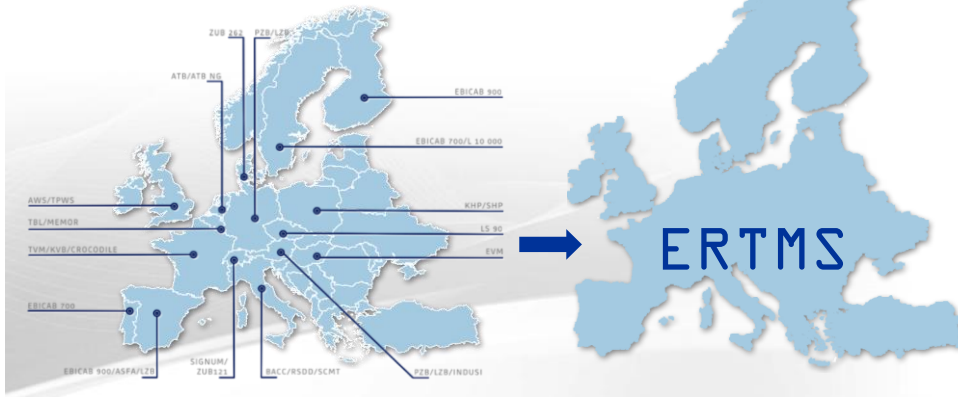 ZUB 262
PZB/LZB
ATB/ATB NG
EBICAB 900
EBICAB 700/L 10 000
AWS/TPWS
KHP/SHP
TBL/MEMOR
LS 90
TVM/KVB/CROCODILE
EVM
ERTMS
EBICAB 700
EBICAB 900/ASFA/LZB
SIGNUM/
ZUB121
BACC/RSDD/SCMT
PZB/LZB/INDUSI